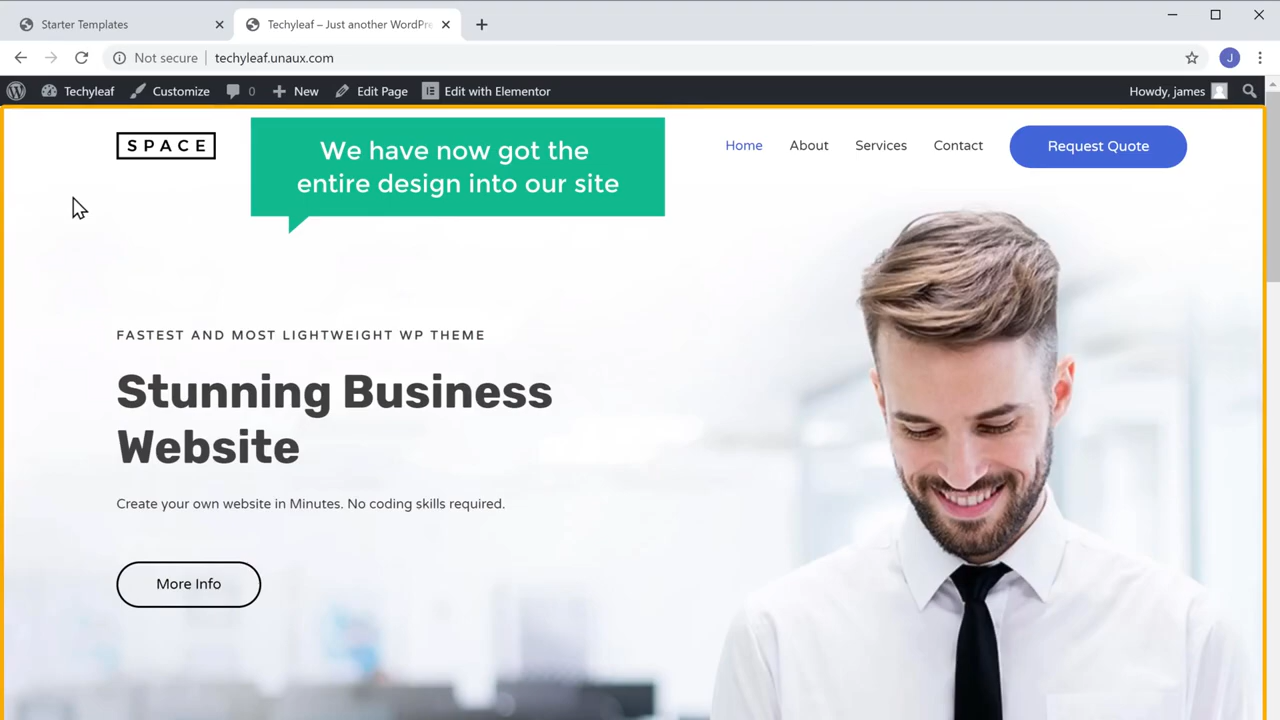 Starter Templates
Techyleaf – Just another WordPre
Not secure
techyleaf.unaux.com
J
Techyleaf
Customize
0
New
Edit Page
Edit with Elementor
Howdy, james
SPACE
We have now got the
entire design into our site
Home
About
Services
Contact
Request Quote
FASTEST AND MOST LIGHTWEIGHT WP THEME
Stunning Business
Website
Create your own website in Minutes. No coding skills required.
More Info